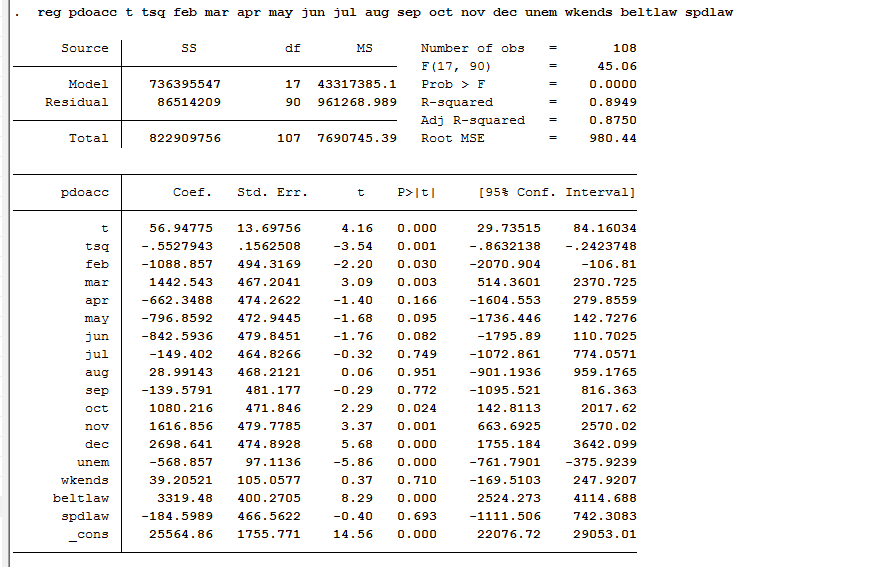 . reg pdoacc t tsq feb mar apr may jun jul aug sep oct nov dec unem wkends beltlaw spdlaw
Source | SS df MS Number of obs = 108
F(17, 90) = 45.06
Model | 736395547 17 43317385.1 Prob > F = 0.0000
Residual | 86514209 90 961268.989 R-squared = 0.8949
Adj R-squared = 0.8750
Total | 822909756 107 7690745.39 Root MSE = 980.44
pdoacc | Coef. Std. Err. t P>|t| [95% Conf. Interval]
t | 56.94775 13.69756 4.16 0.000 29.73515 84.16034
tsq | -.5527943 .1562508 -3.54 0.001 -.8632138 -.2423748
feb | -1088.857 494.3169 -2.20 0.030 -2070.904 -106.81
mar | 1442.543 467.2041 3.09 0.003 514.3601 2370.725
apr | -662.3488 474.2622 -1.40 0.166 -1604.553 279.8559
may | -796.8592 472.9445 -1.68 0.095 -1736.446 142.7276
jun | -842.5936 479.8451 -1.76 0.082 -1795.89 110.7025
jul | -149.402 464.8266 -0.32 0.749 -1072.861 774.0571
aug | 28.99143 468.2121 0.06 0.951 -901.1936 959.1765
sep | -139.5791 481.177 -0.29 0.772 -1095.521 816.363
oct | 1080.216 471.846 2.29 0.024 142.8113 2017.62
nov | 1616.856 479.7785 3.37 0.001 663.6925 2570.02
dec | 2698.641 474.8928 5.68 0.000 1755.184 3642.099
unem | -568.857 97.1136 -5.86 0.000 -761.7901 -375.9239
wkends | 39.20521 105.0577 0.37 0.710 -169.5103 247.9207
beltlaw | 3319.48 400.2705 8.29 0.000 2524.273 4114.688
spdlaw | -184.5989 466.5622 -0.40 0.693 -1111.506 742.3083
_cons | 25564.86 1755.771 14.56 0.000 22076.72 29053.01